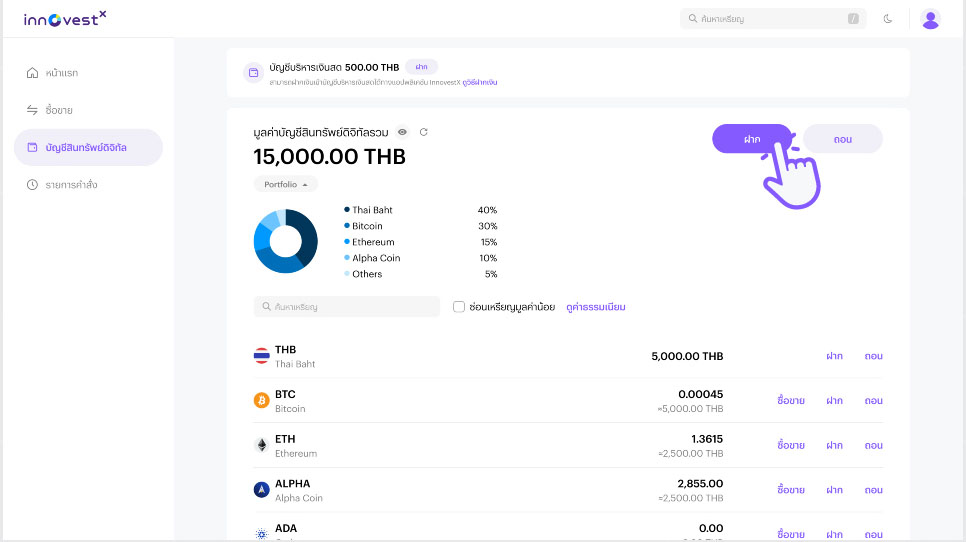 innovestx
ค้นหาเหรียญ /
หน้าแรก
ซื้อขาย
บัญชีสินทรัพย์ดิจิทัล
รายการคำสั่ง
บัญชีบริหารเงินสด 500.00 THB ฝาก
สามารถฝากเงินเข้าบัญชีบริหารเงินสดได้ทางแอปพลิเคชัน InnovestX ดูวิธีฝากเงิน
มูลค่าบัญชีสินทรัพย์ดิจิทัลรวม
15,000.00 THB
ฝาก ถอน
Portfolio
Thai Baht 40%
Bitcoin 30%
Ethereum 15%
Alpha Coin 10%
Others 5%
ค้นหาเหรียญ ซ่อนเหรียญมูลค่าน้อย ดูค่าธรรมเนียม
THB 5,000.00 THB ฝาก ถอน
Thai Baht
BTC 0.00045 ซื้อขาย ฝาก ถอน
Bitcoin ≈5,000.00 THB
ETH 1.3615 ซื้อขาย ฝาก ถอน
Ethereum ≈2,500.00 THB
ALPHA 2,855.00 ซื้อขาย ฝาก ถอน
Alpha Coin ≈2,500.00 THB
ADA 0.00 ซื้อขาย ฝาก ถอน